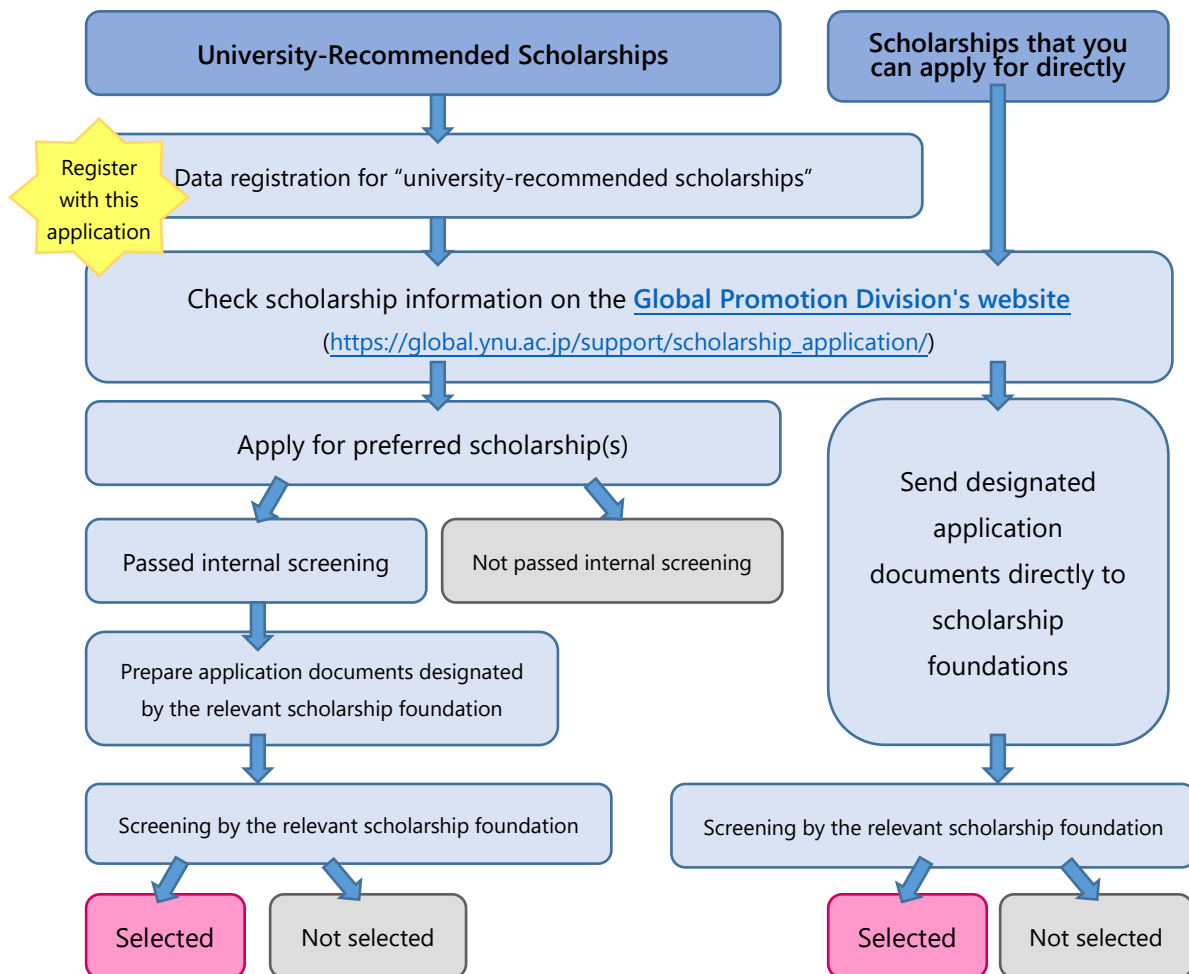 University-Recommended Scholarships
Scholarships that you
can apply for directly
Register
with this
application
Data registration for “university-recommended scholarships”
Check scholarship information on the Global Promotion Division's website
(https://global.ynu.ac.jp/support/scholarship_application/)
Apply for preferred scholarship(s)
Passed internal screening
Not passed internal screening
Prepare application documents designated
by the relevant scholarship foundation
Screening by the relevant scholarship foundation
Selected
Not selected
Send designated
application
documents directly to
scholarship
foundations
Screening by the relevant scholarship foundation
Selected
Not selected